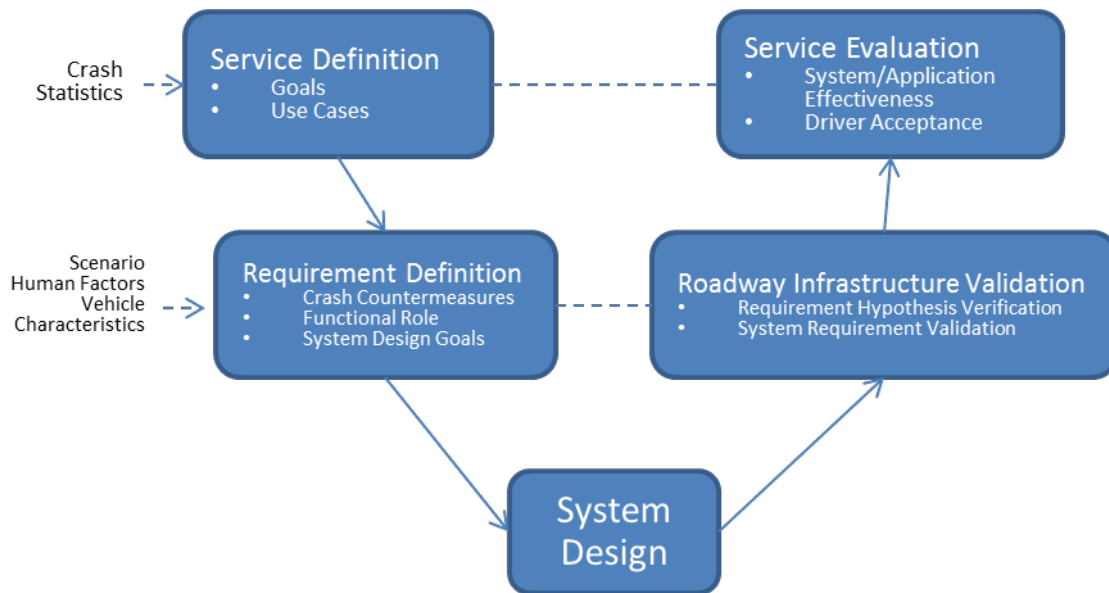 Crash
Statistics
Service Definition
• Goals
• Use Cases
Service Evaluation
• System/Application
Effectiveness
• Driver Acceptance
Scenario
Human Factors
Vehicle
Characteristics
Requirement Definition
• Crash Countermeasures
• Functional Role
• System Design Goals
Roadway Infrastructure Validation
• Requirement Hypothesis Verification
• System Requirement Validation
System
Design